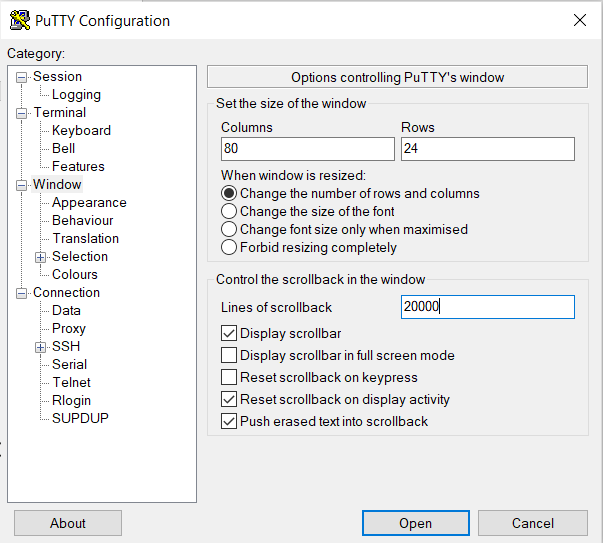 PuTTY Configuration
Category:
Session
Logging
Terminal
Keyboard
Bell
Features
Window
Appearance
Behaviour
Translation
Selection
Colours
Connection
Data
Proxy
SSH
Serial
Telnet
Rlogin
SUPDUP
Options controlling PuTTY's window
Set the size of the window
Columns Rows
80 24
When window is resized:
Change the number of rows and columns
Change the size of the font
Change font size only when maximised
Forbid resizing completely
Control the scrollback in the window
Lines of scrollback 20000
Display scrollbar
Display scrollbar in full screen mode
Reset scrollback on keypress
Reset scrollback on display activity
Push erased text into scrollback
About Open Cancel